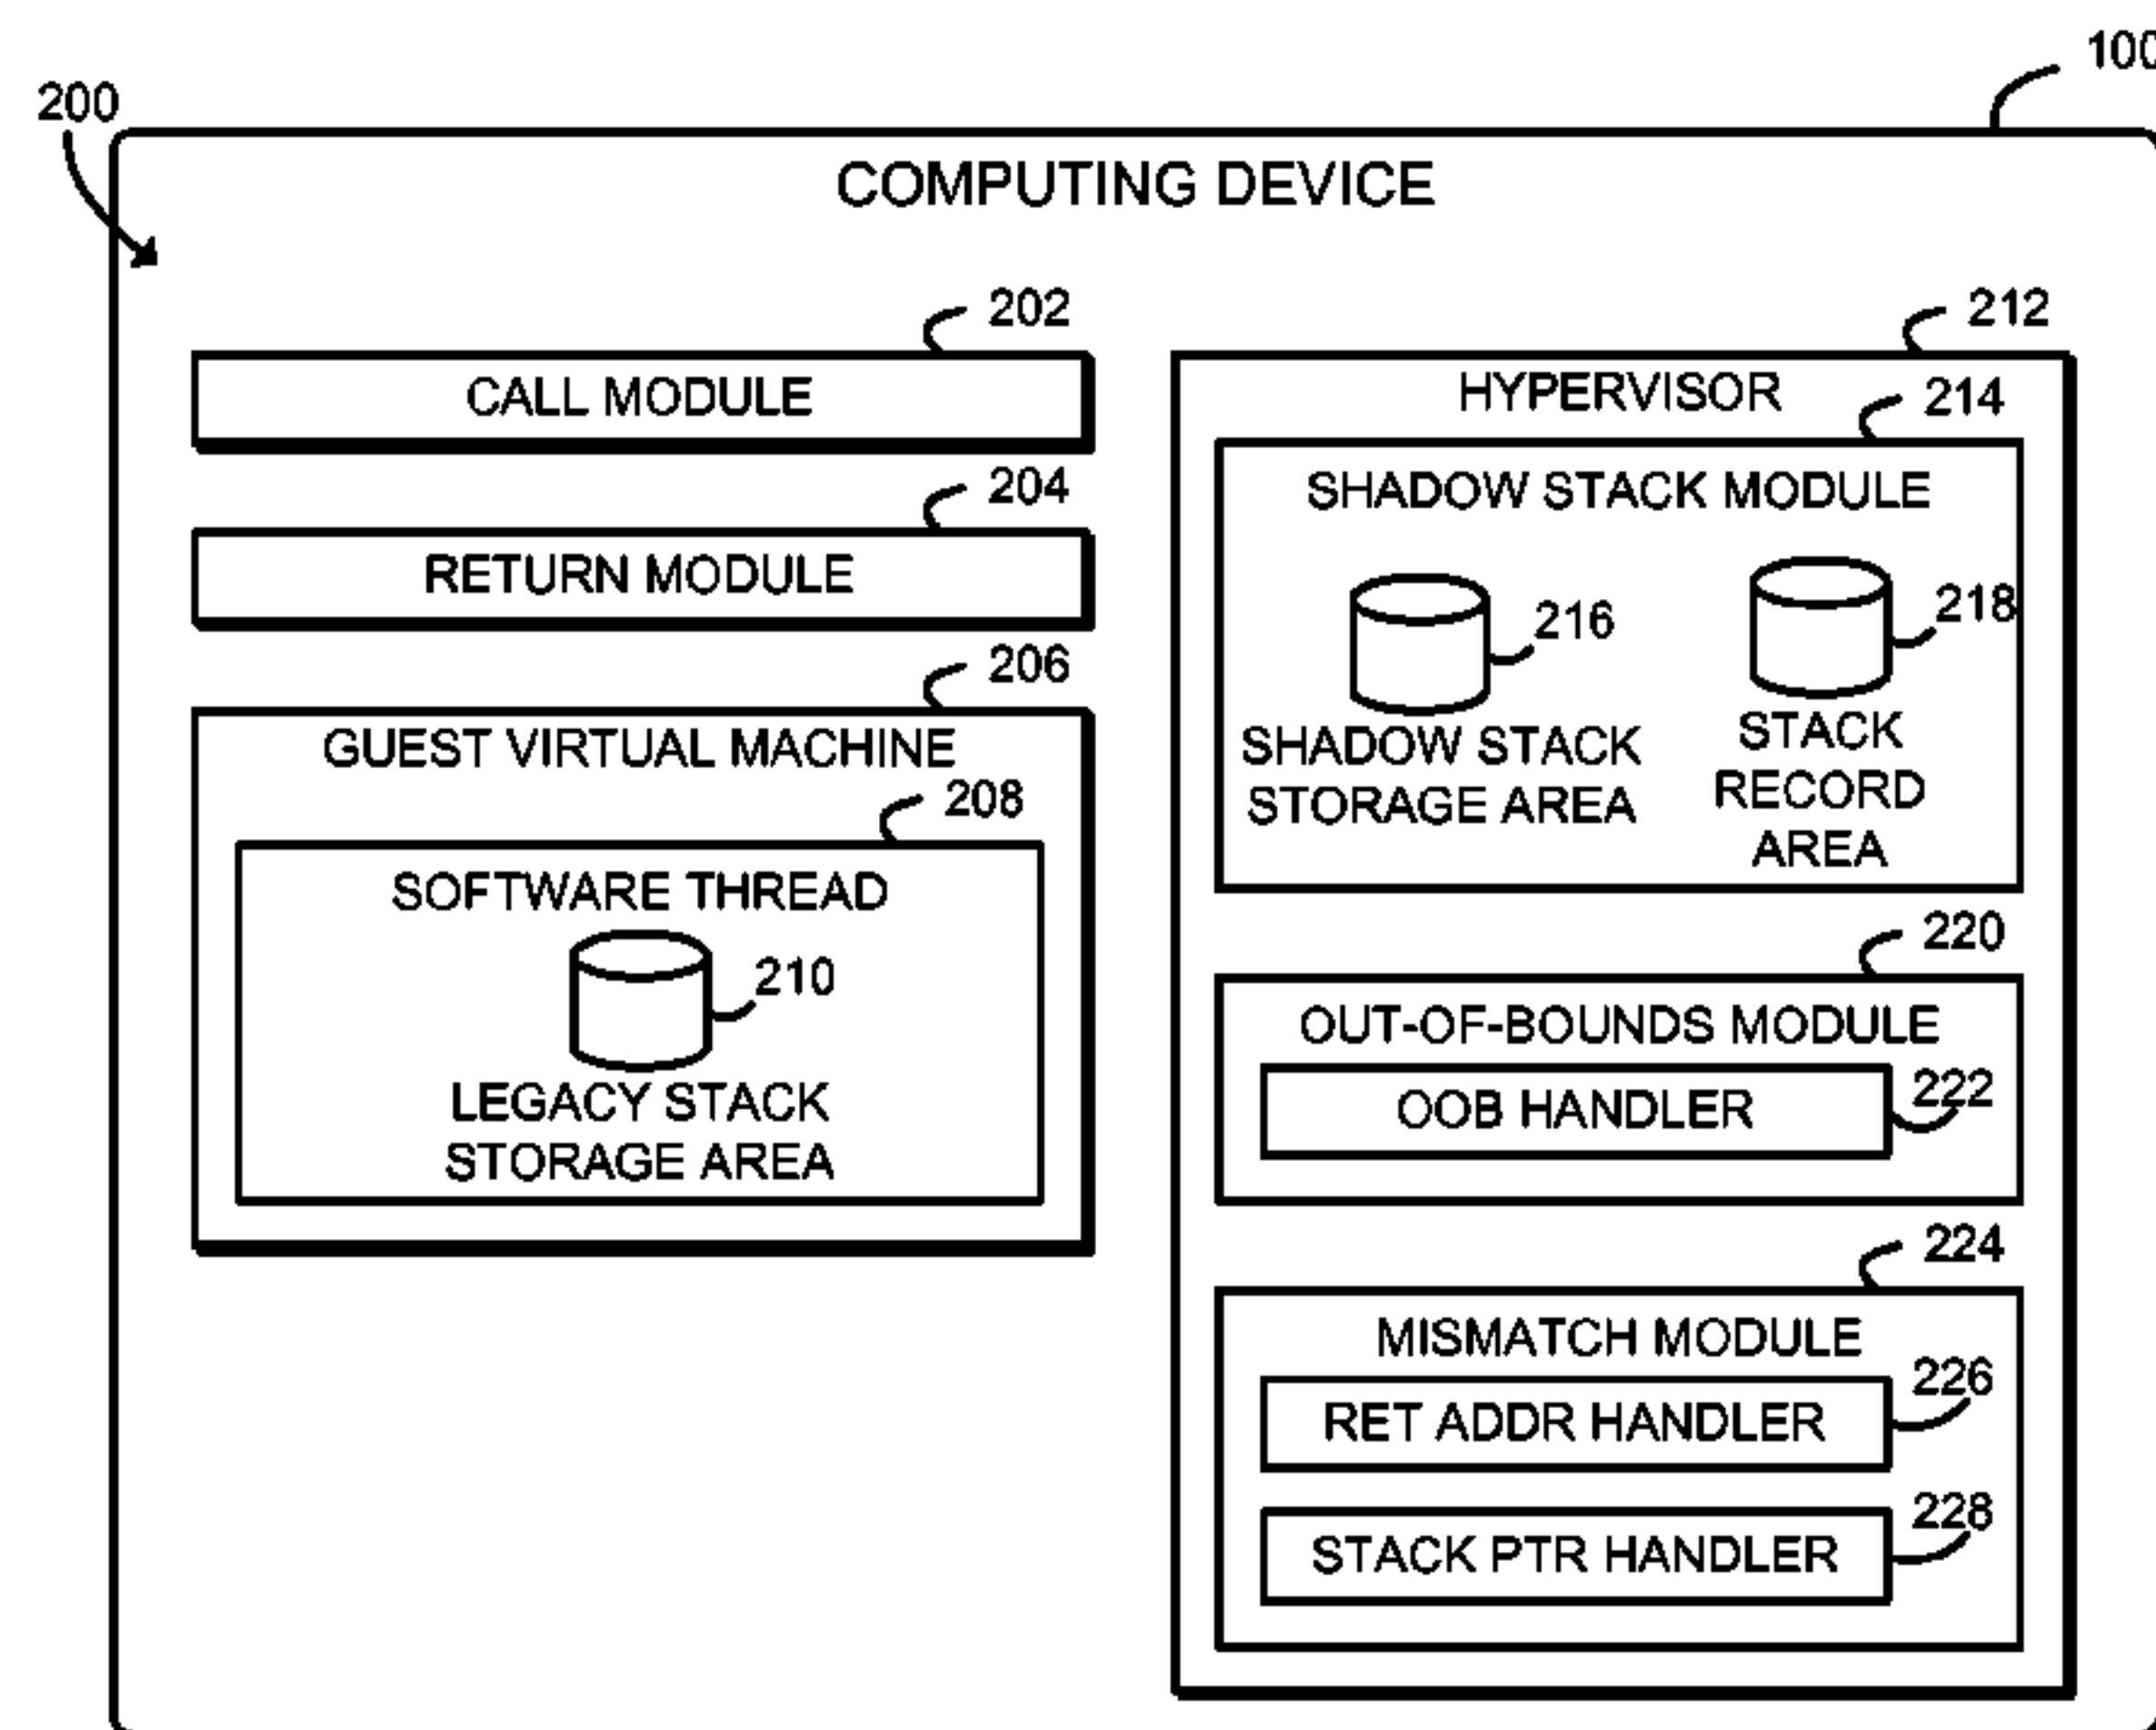 100
200
COMPUTING DEVICE
202
CALL MODULE
204
RETURN MODULE
206
GUEST VIRTUAL MACHINE
208
SOFTWARE THREAD
210
LEGACY STACK
STORAGE AREA
212
HYPERVISOR
214
SHADOW STACK MODULE
216
SHADOW STACK
STORAGE AREA
218
STACK
RECORD
AREA
220
OUT-OF-BOUNDS MODULE
OOB HANDLER
222
224
MISMATCH MODULE
226
RET ADDR HANDLER
228
STACK PTR HANDLER